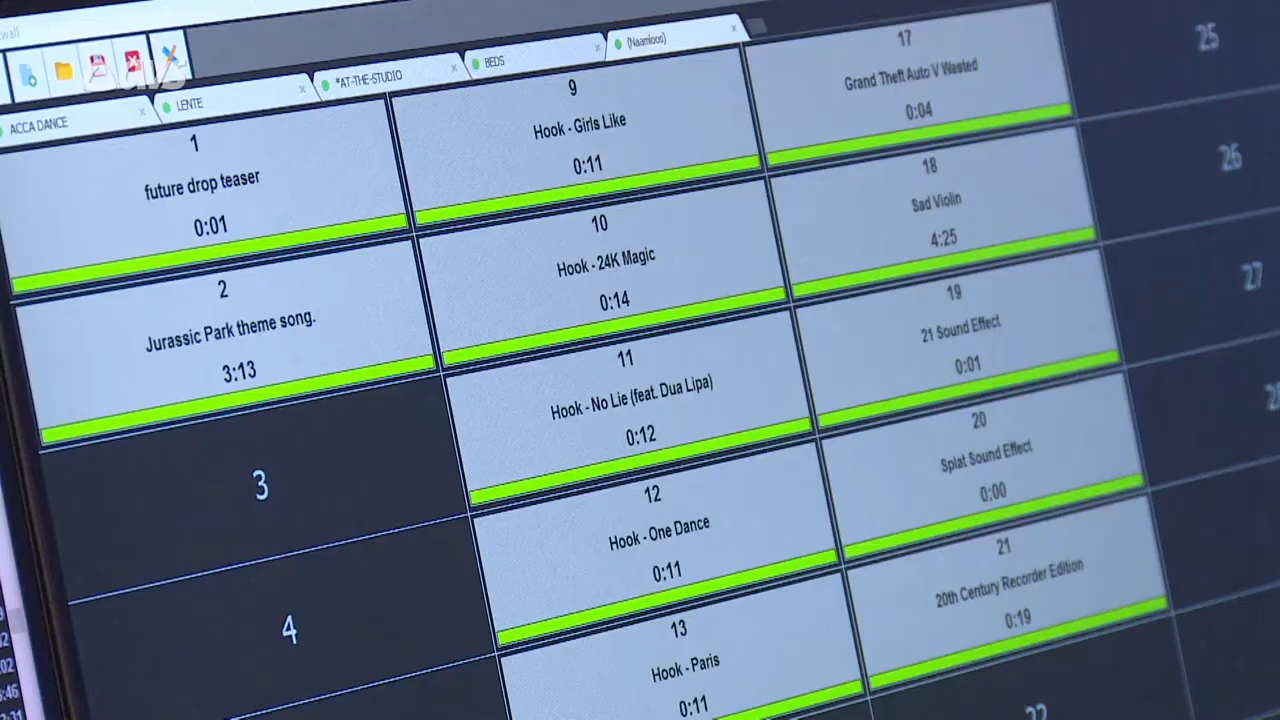 wall
ACCA DANCE
LENTE
*AT-THE-STUDIO
BEDS
(Naamloos)
1
future drop teaser
0:01
2
Jurassic Park theme song.
3:13
3
4
9
Hook - Girls Like
0:11
10
Hook - 24K Magic
0:14
11
Hook - No Lie (feat. Dua Lipa)
0:12
12
Hook - One Dance
0:11
13
Hook - Paris
0:11
17
Grand Theft Auto V Wasted
0:04
18
Sad Violin
4:25
19
21 Sound Effect
0:01
20
Splat Sound Effect
0:00
21
20th Century Recorder Edition
0:19
22
25
26
27